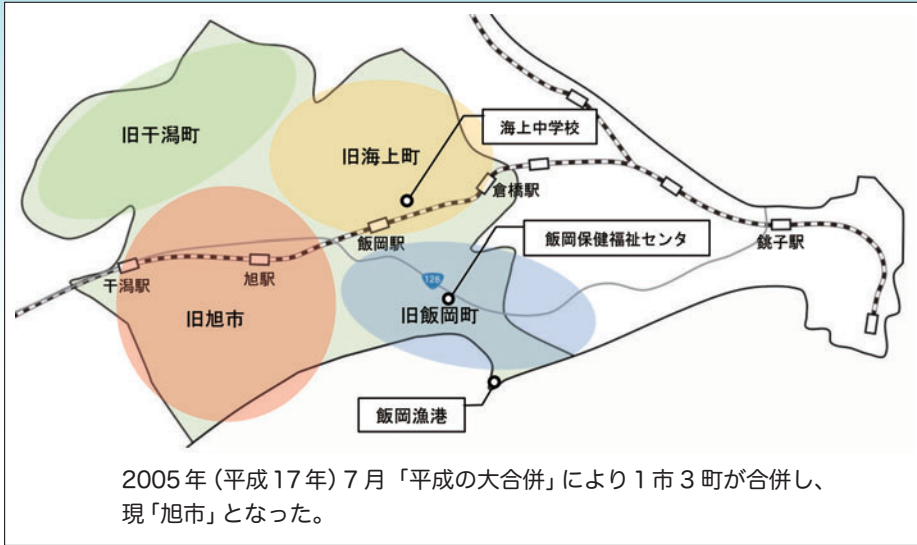 旧干潟町
海上中学校
旧海上町
倉橋駅
飯岡駅
飯岡保健福祉センタ
銚子駅
干潟駅
旭駅
126
旧旭市
旧飯岡町
飯岡漁港
2005年（平成17年）7月「平成の大合併」により1市3町が合併し、
現「旭市」となった。